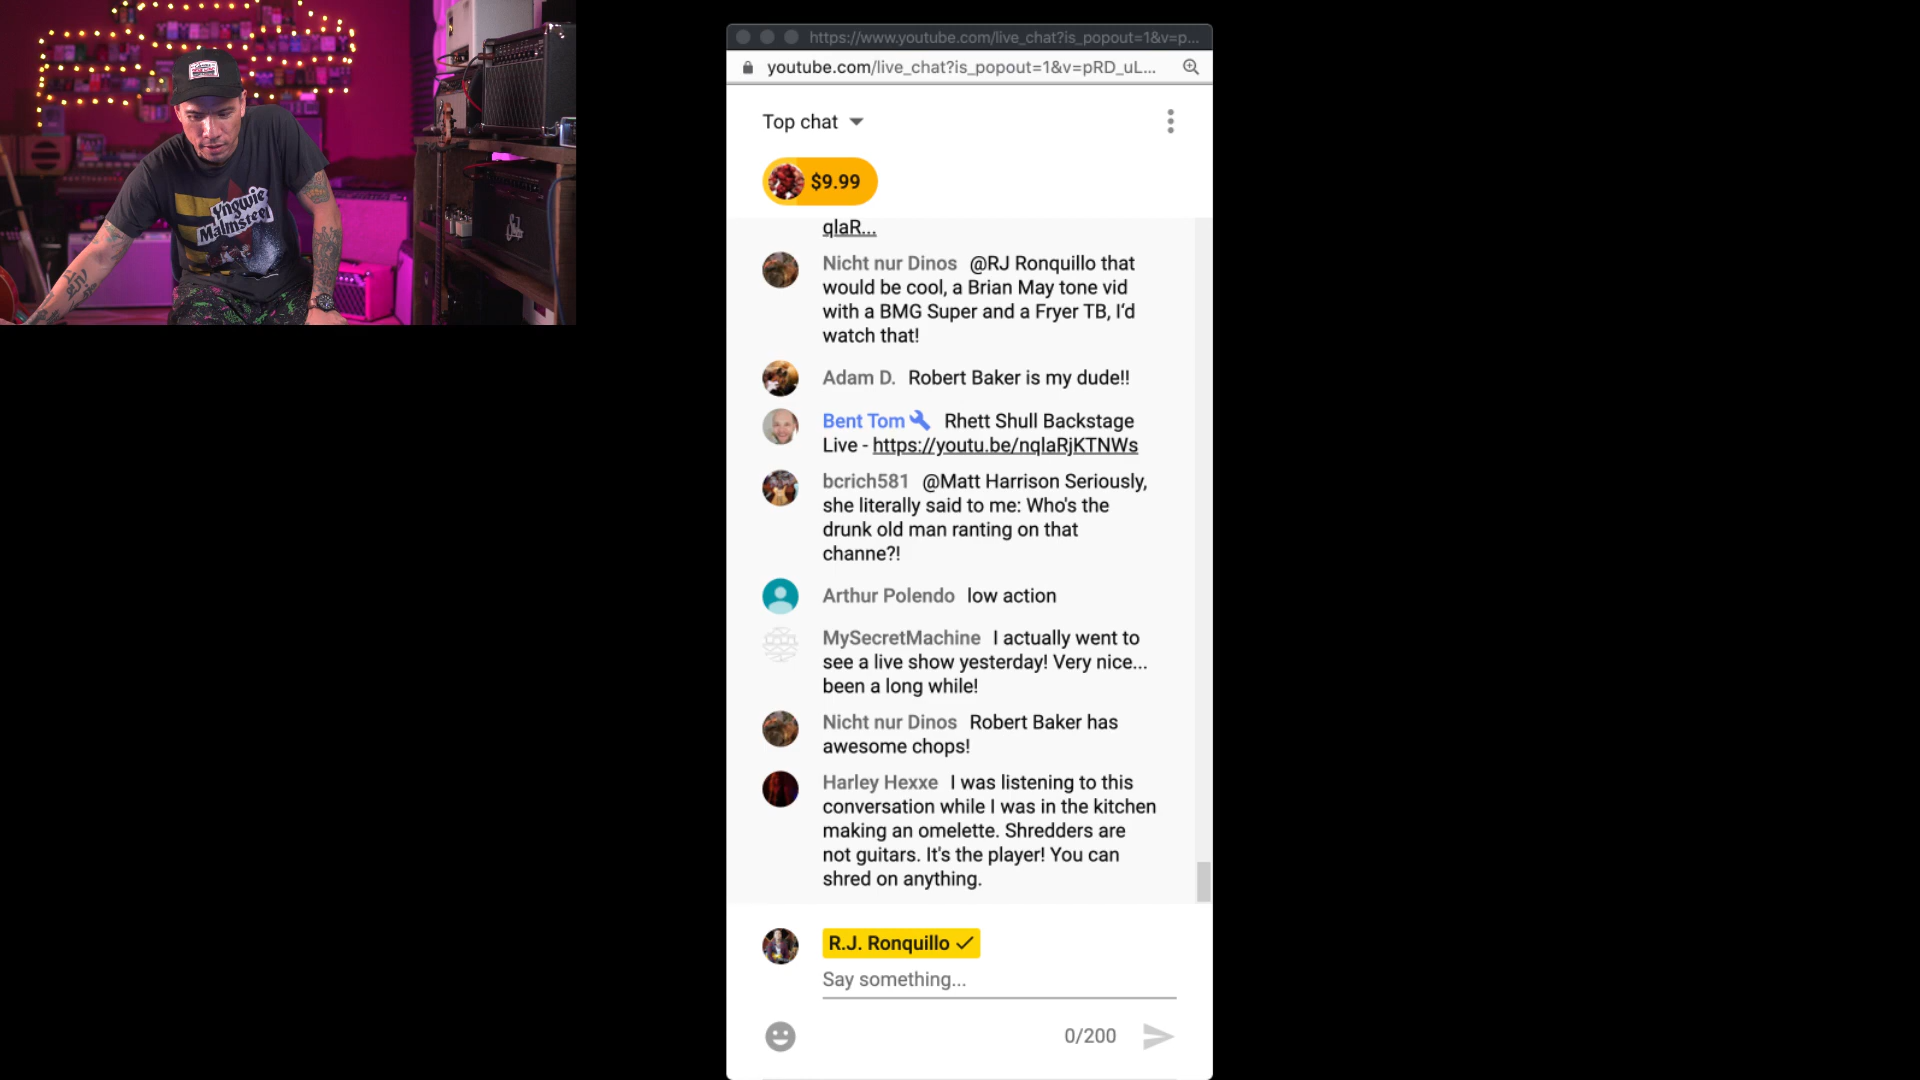 Yngwie
Malmsteen
https://www.youtube.com/live_chat?is_popout=1&v=p...
youtube.com/live_chat?is_popout=1&v=pRD_uL...
Top chat
$9.99
qlaR...
Nicht nur Dinos @RJ Ronquillo that
would be cool, a Brian May tone vid
with a BMG Super and a Fryer TB, I‘d
watch that!
Adam D. Robert Baker is my dude!!
Bent Tom Rhett Shull Backstage
Live - https://youtu.be/nqlaRjKTNWs
bcrich581 @Matt Harrison Seriously,
she literally said to me: Who's the
drunk old man ranting on that
channe?!
Arthur Polendo low action
MySecretMachine I actually went to
see a live show yesterday! Very nice...
been a long while!
Nicht nur Dinos Robert Baker has
awesome chops!
Harley Hexxe I was listening to this
conversation while I was in the kitchen
making an omelette. Shredders are
not guitars. It's the player! You can
shred on anything.
R.J. Ronquillo
Say something...
0/200